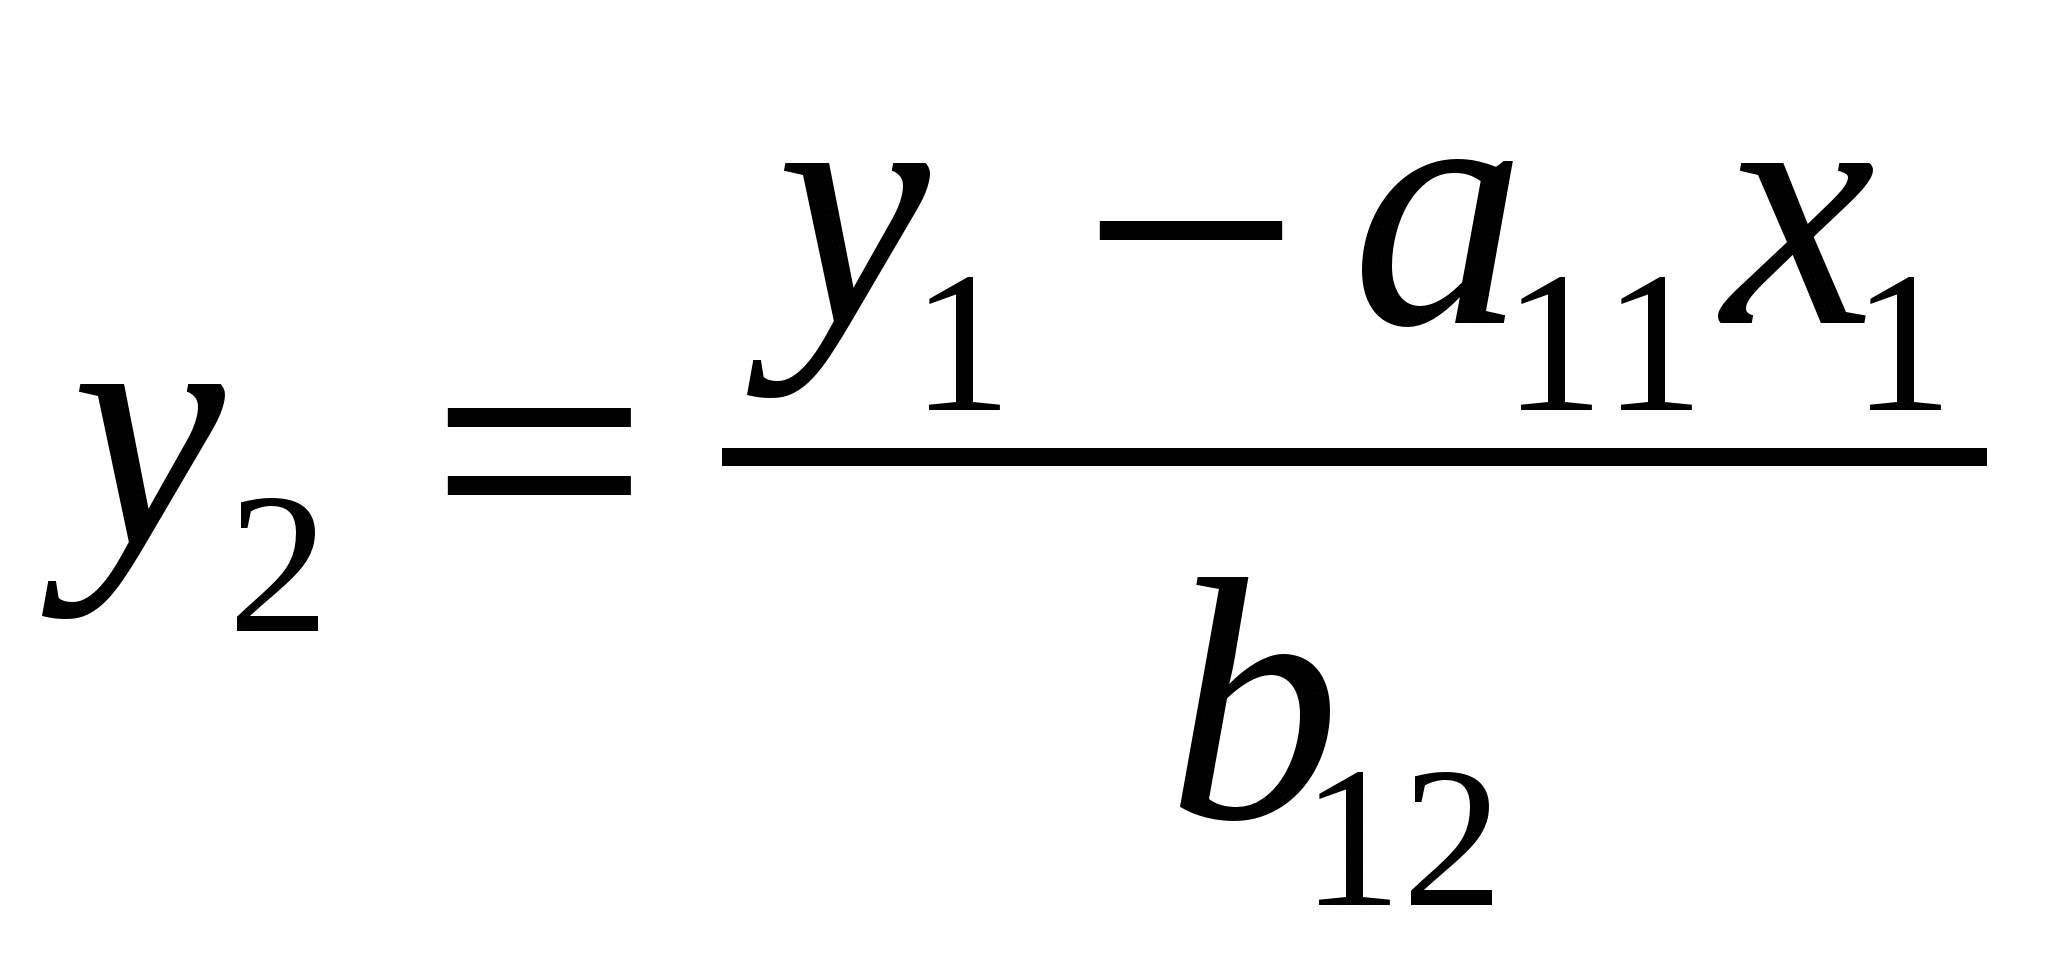 y₂ = (y₁ − a₁₁x₁) / b₁₂